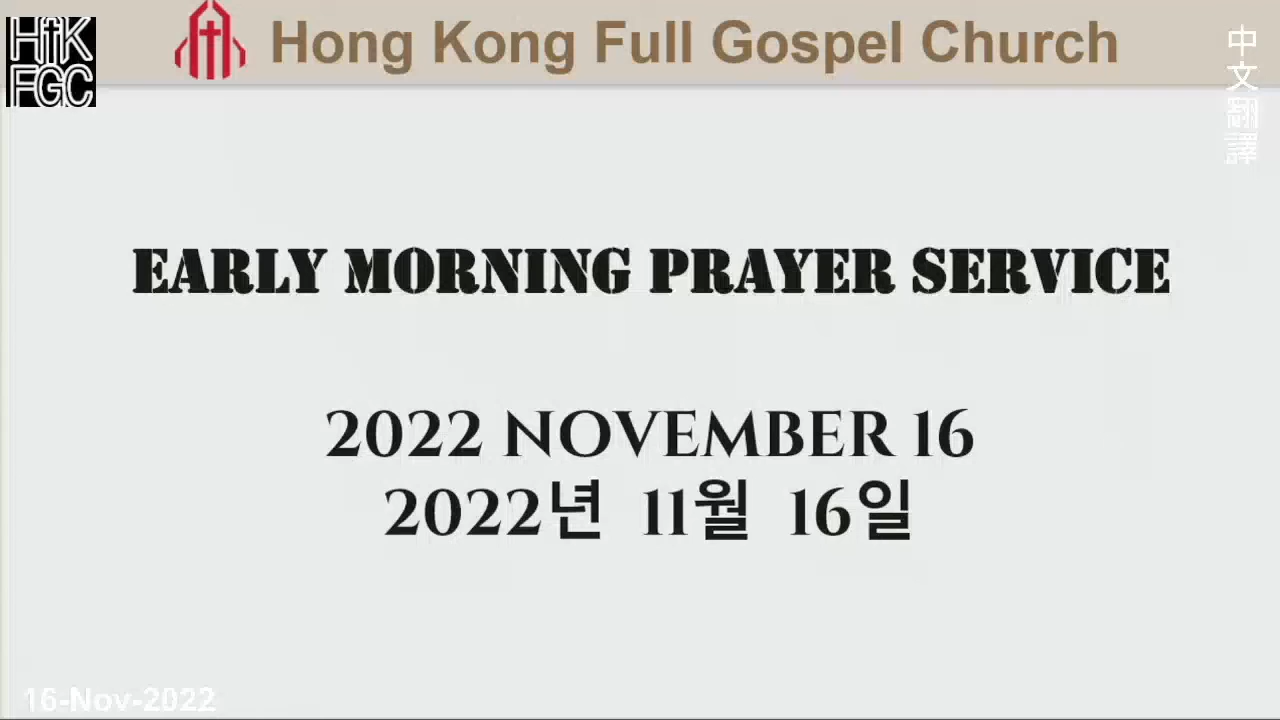 HfK
FGC
Hong Kong Full Gospel Church
中文翻譯
EARLY MORNING PRAYER SERVICE
2022 NOVEMBER 16
2022년 11월 16일
16-Nov-2022